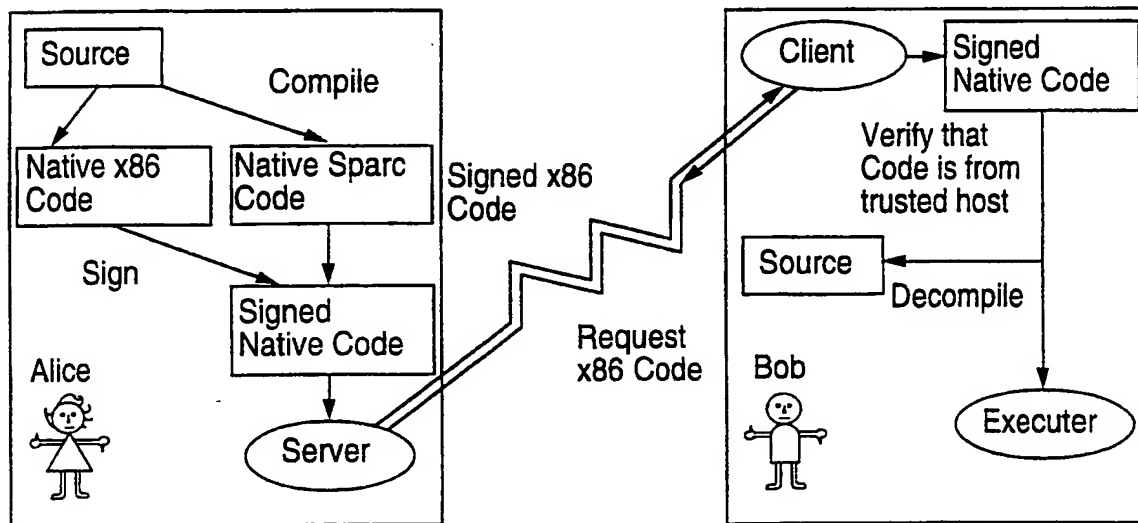 Source
Compile
Native x86
Code
Native Sparc
Code
Sign
Signed
Native Code
Alice
Server
Signed x86
Code
Request
x86 Code
Client
Signed
Native Code
Verify that
Code is from
trusted host
Source
Decompile
Bob
Executer